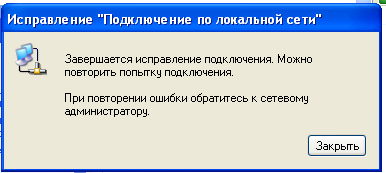 Исправление "Подключение по локальной сети"
Завершается исправление подключения. Можно
повторить попытку подключения.
При повторении ошибки обратитесь к сетевому
администратору.
Закрыть